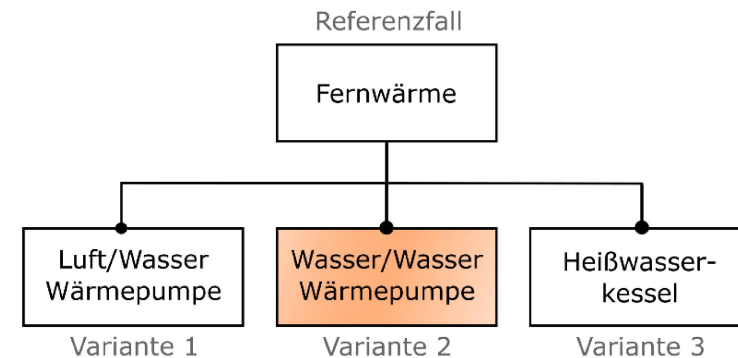 Referenzfall
Fernwärme
Luft/Wasser
Wärmepumpe
Variante 1
Wasser/Wasser
Wärmepumpe
Variante 2
Heißwasser-
kessel
Variante 3